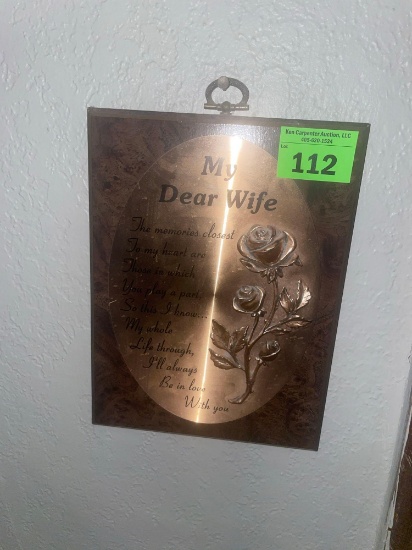 Ken Carpenter Auction, LLC
Lot:
112
My
Dear Wife
The memories closest
To my heart are
Those in which
You play a part,
So this I know...
My whole
Life through,
I'll always
Be in love
With you